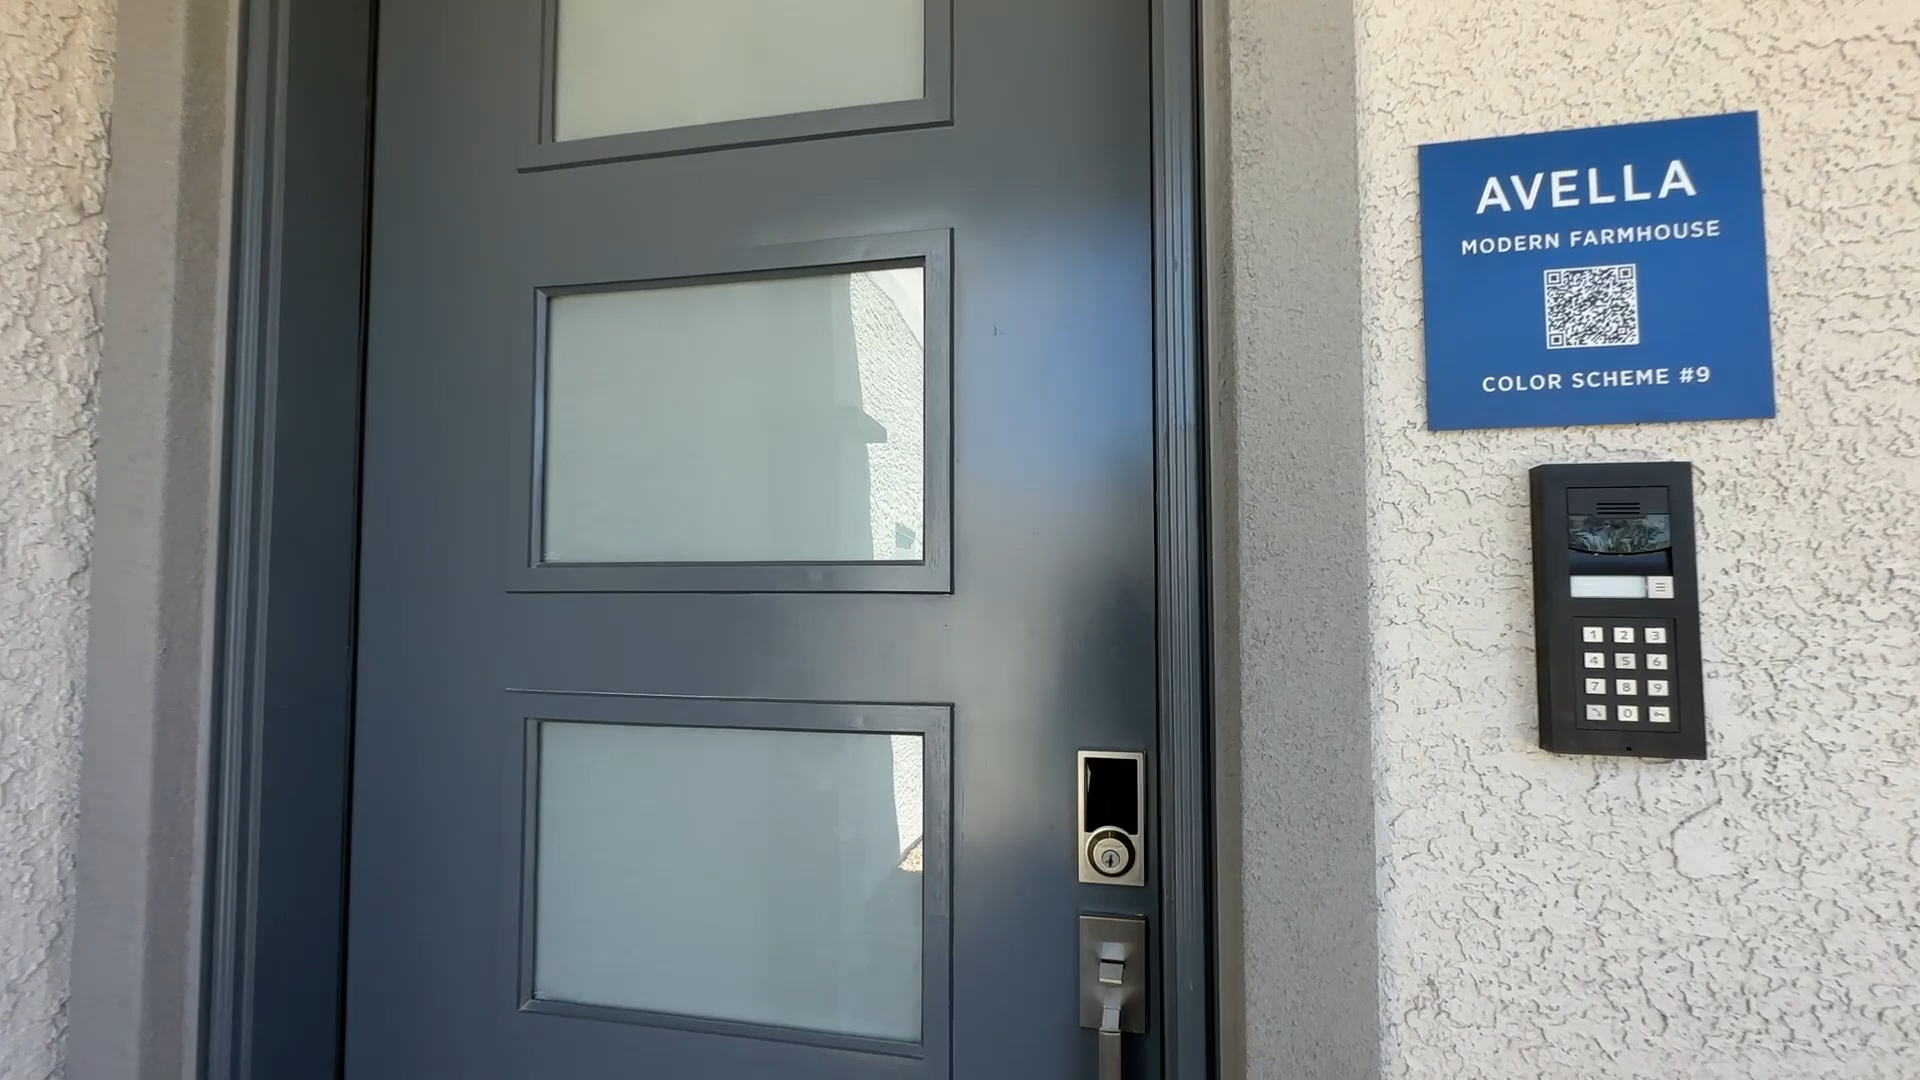 AVELLA
MODERN FARMHOUSE
COLOR SCHEME #9
1 2 3
4 5 6
7 8 9
0